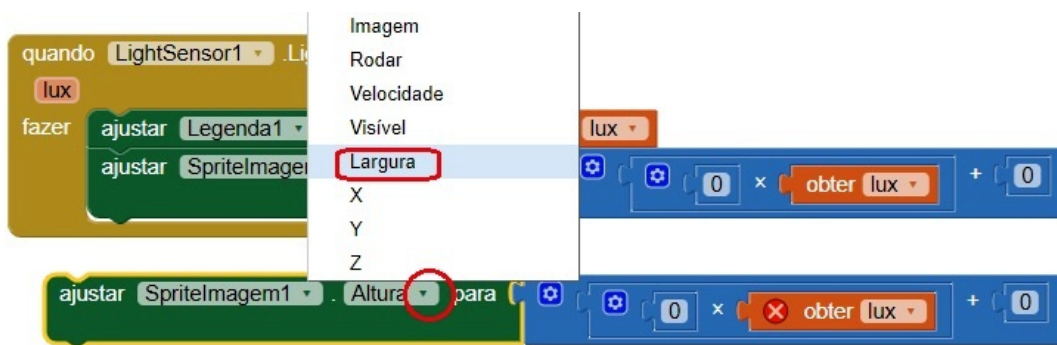 Imagem
quando LightSensor1 .Li
Rodar
lux
Velocidade
fazer ajustar Legenda1
Visível
lux
ajustar SpriteImage
Largura
0 × obter lux + 0
X
Y
Z
ajustar SpriteImagem1 . Altura para 0 × obter lux + 0